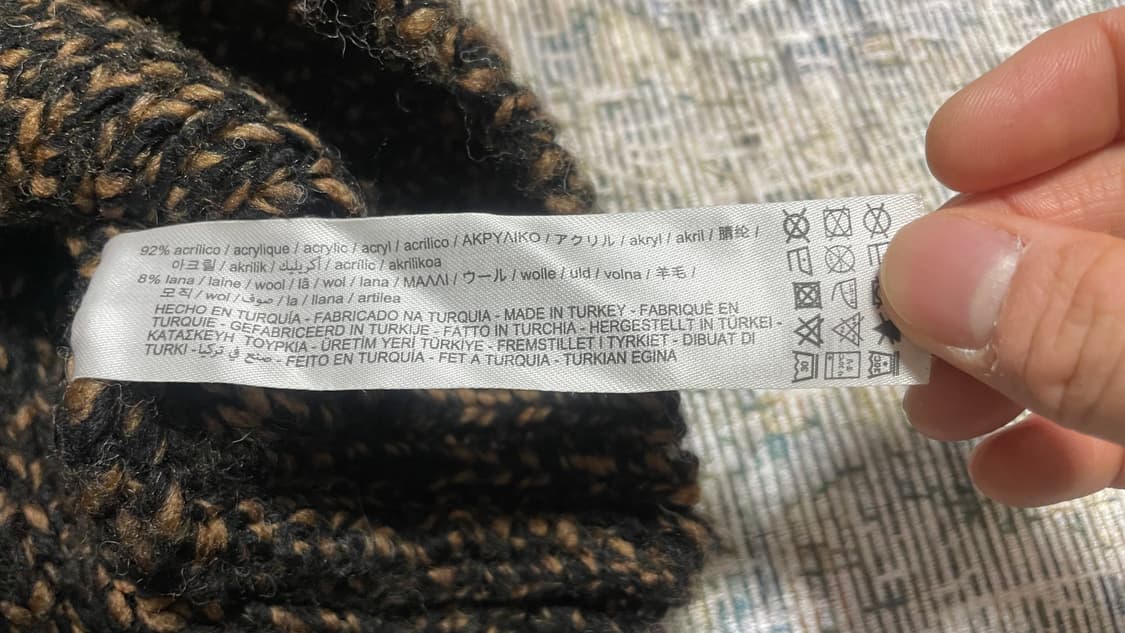 92% acrílico / acrylique / acrylic / acryl / acrílico / ΑΚΡΥΛΙΚΟ / アクリル / akryl / akril / 腈纶 /
아크릴 / akrilik / أكريليك / acrílic / akrilikoa
8% lana / laine / wool / lã / wol / lana / ΜΑΛΛΙ / ウール / wolle / uld / volna / 羊毛 /
모직 / wol / صوف / la / llana / artilea
HECHO EN TURQUÍA - FABRICADO NA TURQUIA - MADE IN TURKEY - FABRIQUÉ EN
TURQUIE - GEFABRICEERD IN TURKIJE - FATTO IN TURCHIA - HERGESTELLT IN TÜRKEI -
ΚΑΤΑΣΚΕΥΗ ΤΟΥΡΚΙΑ - ÜRETİM YERİ TÜRKİYE - FREMSTILLET I TYRKIET - DIBUAT DI
TURKI - صنع في تركيا - FEITO EN TURQUÍA - FET A TURQUIA - TURKIAN EGINA
30